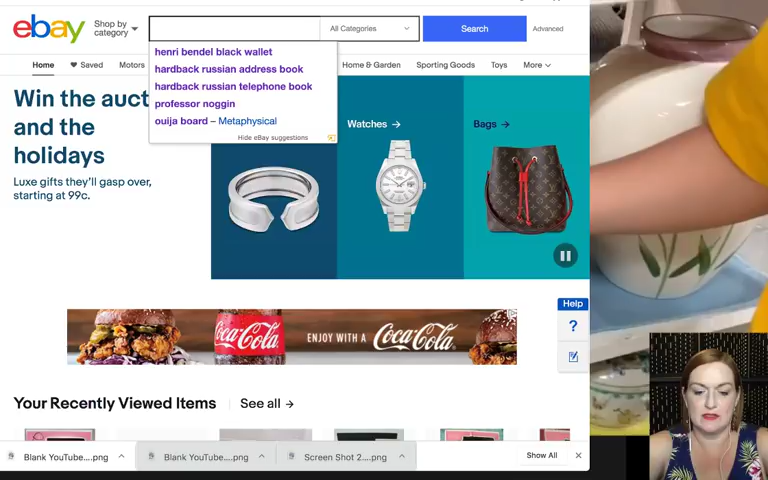 ebay
Shop by
category
All Categories
Search
Advanced
henri bendel black wallet
hardback russian address book
hardback russian telephone book
professor noggin
ouija board – Metaphysical
Hide eBay suggestions
Home
Saved
Motors
Home & Garden
Sporting Goods
Toys
More
Win the auct
and the
holidays
Luxe gifts they'll gasp over,
starting at 99c.
Watches →
Bags →
Help
?
Coca-Cola
ENJOY WITH A
Coca-Cola
Your Recently Viewed Items
See all →
Blank YouTube....png
Blank YouTube....png
Screen Shot 2....png
Show All